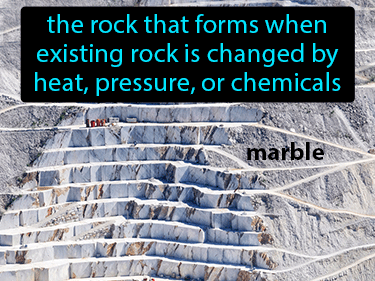 the rock that forms when
existing rock is changed by
heat, pressure, or chemicals
marble